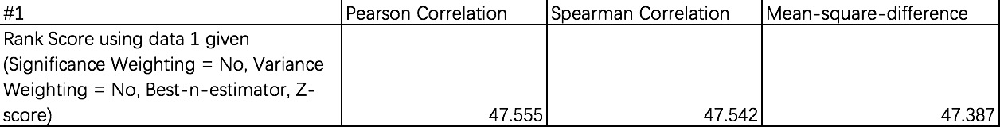 #1 Pearson Correlation Spearman Correlation Mean-square-difference
Rank Score using data 1 given
(Significance Weighting = No, Variance
Weighting = No, Best-n-estimator, Z-
score) 47.555 47.542 47.387